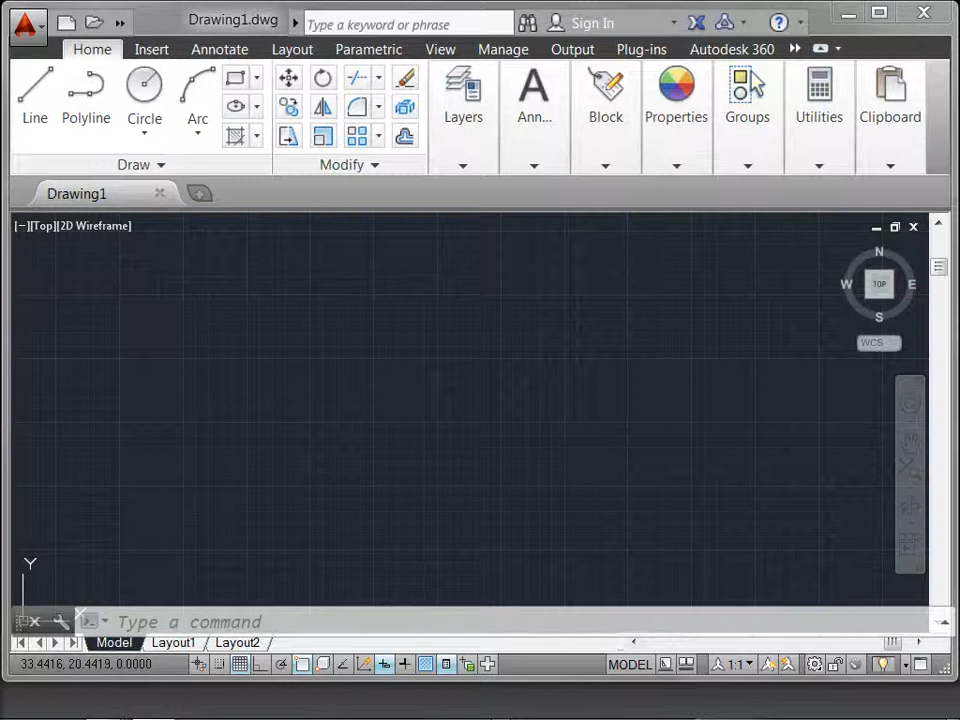 Drawing1.dwg
Type a keyword or phrase
Sign In
Home Insert Annotate Layout Parametric View Manage Output Plug-ins Autodesk 360
Line Polyline Circle Arc
Layers Ann... Block Properties Groups Utilities Clipboard
Draw Modify
Drawing1
[−][Top][2D Wireframe]
N
W TOP E
S
WCS
Y
X
Type a command
Model Layout1 Layout2
33.4416, 20.4419, 0.0000 MODEL 1:1